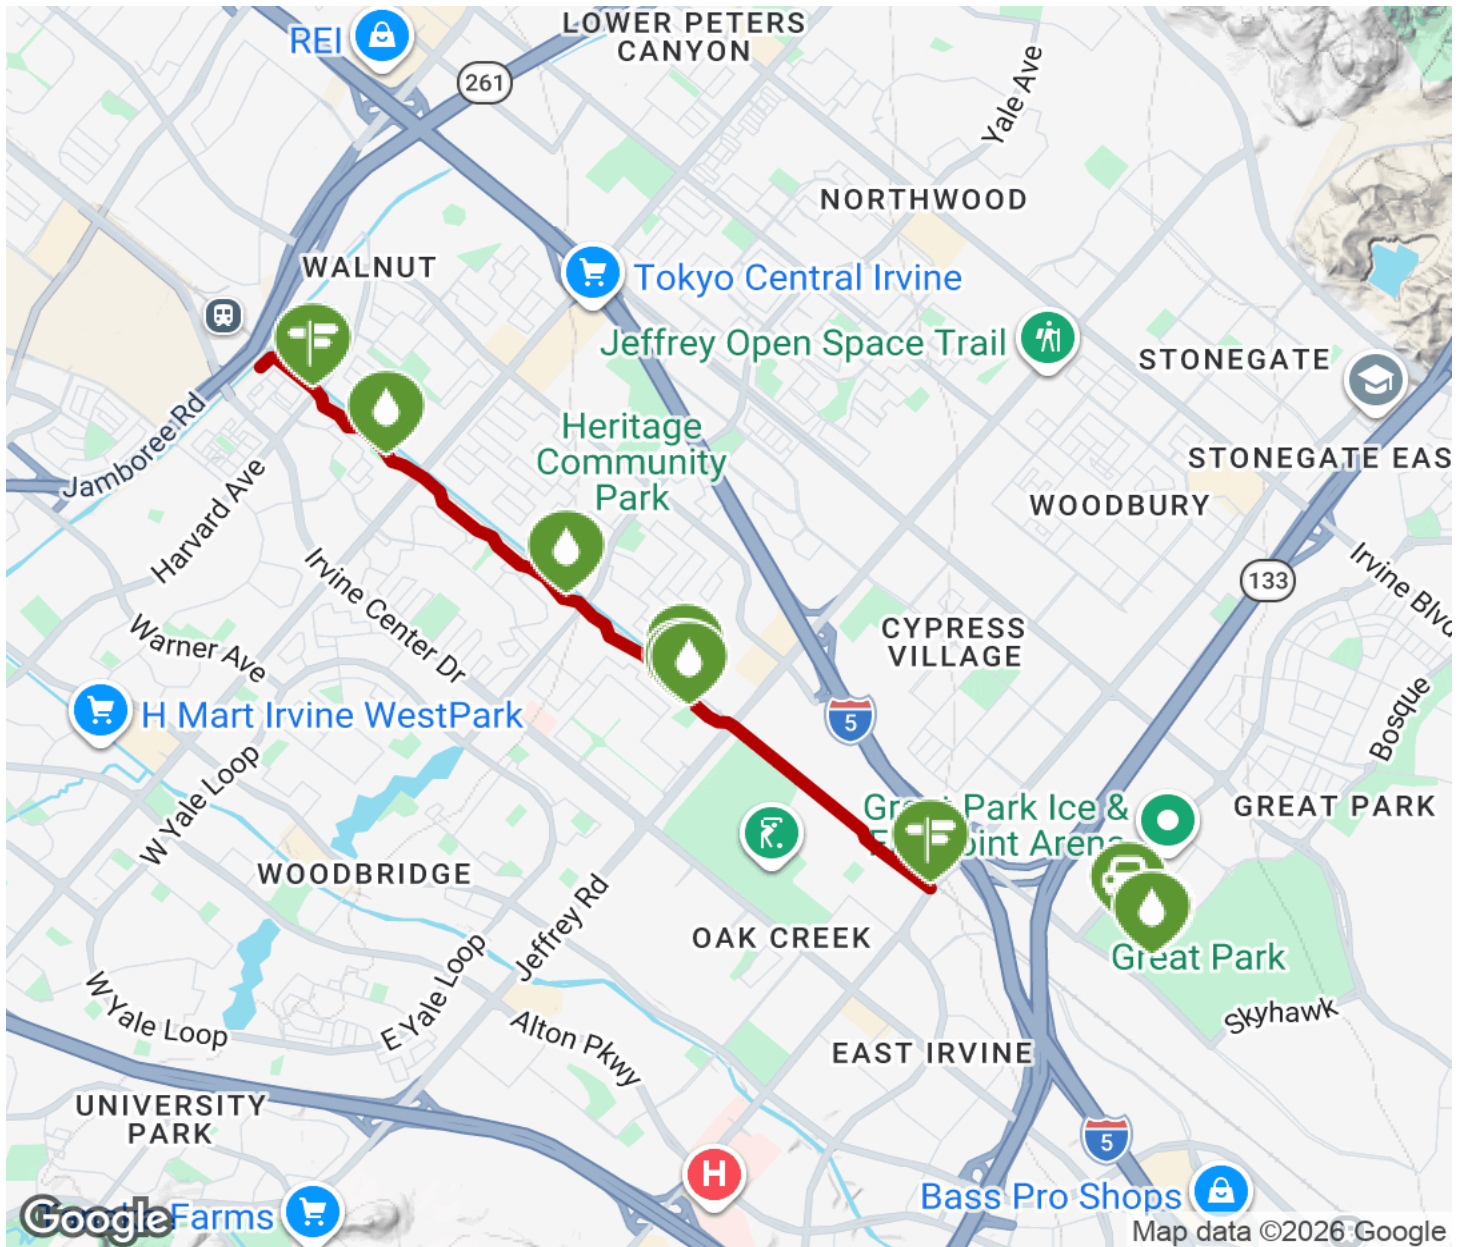 LOWER PETERS
CANYON
REI
261
Yale Ave
NORTHWOOD
WALNUT
Tokyo Central Irvine
Jeffrey Open Space Trail
STONEGATE
Jamboree Rd
Heritage
Community
Park
STONEGATE EAS
WOODBURY
Harvard Ave
Irvine Center Dr
133
Irvine Blvd
Warner Ave
CYPRESS
VILLAGE
H Mart Irvine WestPark
5
Bosque
W Yale Loop
Great Park Ice &
Point Arena
GREAT PARK
WOODBRIDGE
Jeffrey Rd
OAK CREEK
Great Park
E Yale Loop
W Yale Loop
Skyhawk
Alton Pkwy
EAST IRVINE
UNIVERSITY
PARK
5
H
Bass Pro Shops
Farms
Google
Map data ©2026 Google